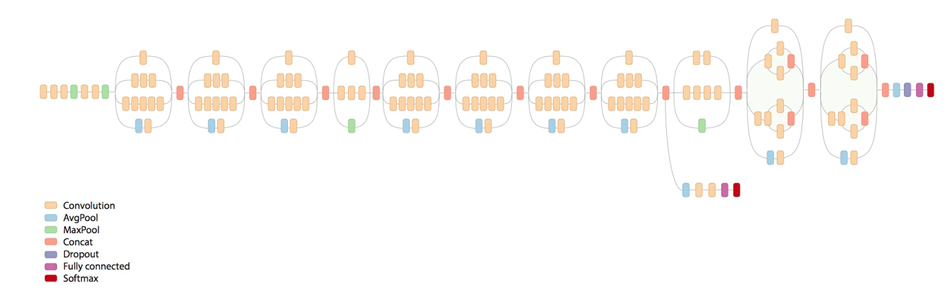 Convolution
AvgPool
MaxPool
Concat
Dropout
Fully connected
Softmax